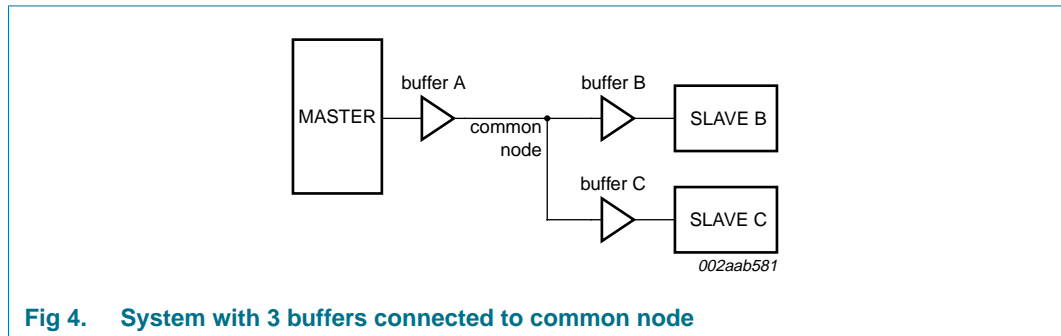 buffer A
buffer B
MASTER
SLAVE B
common
node
buffer C
SLAVE C
002aab581
Fig 4. System with 3 buffers connected to common node